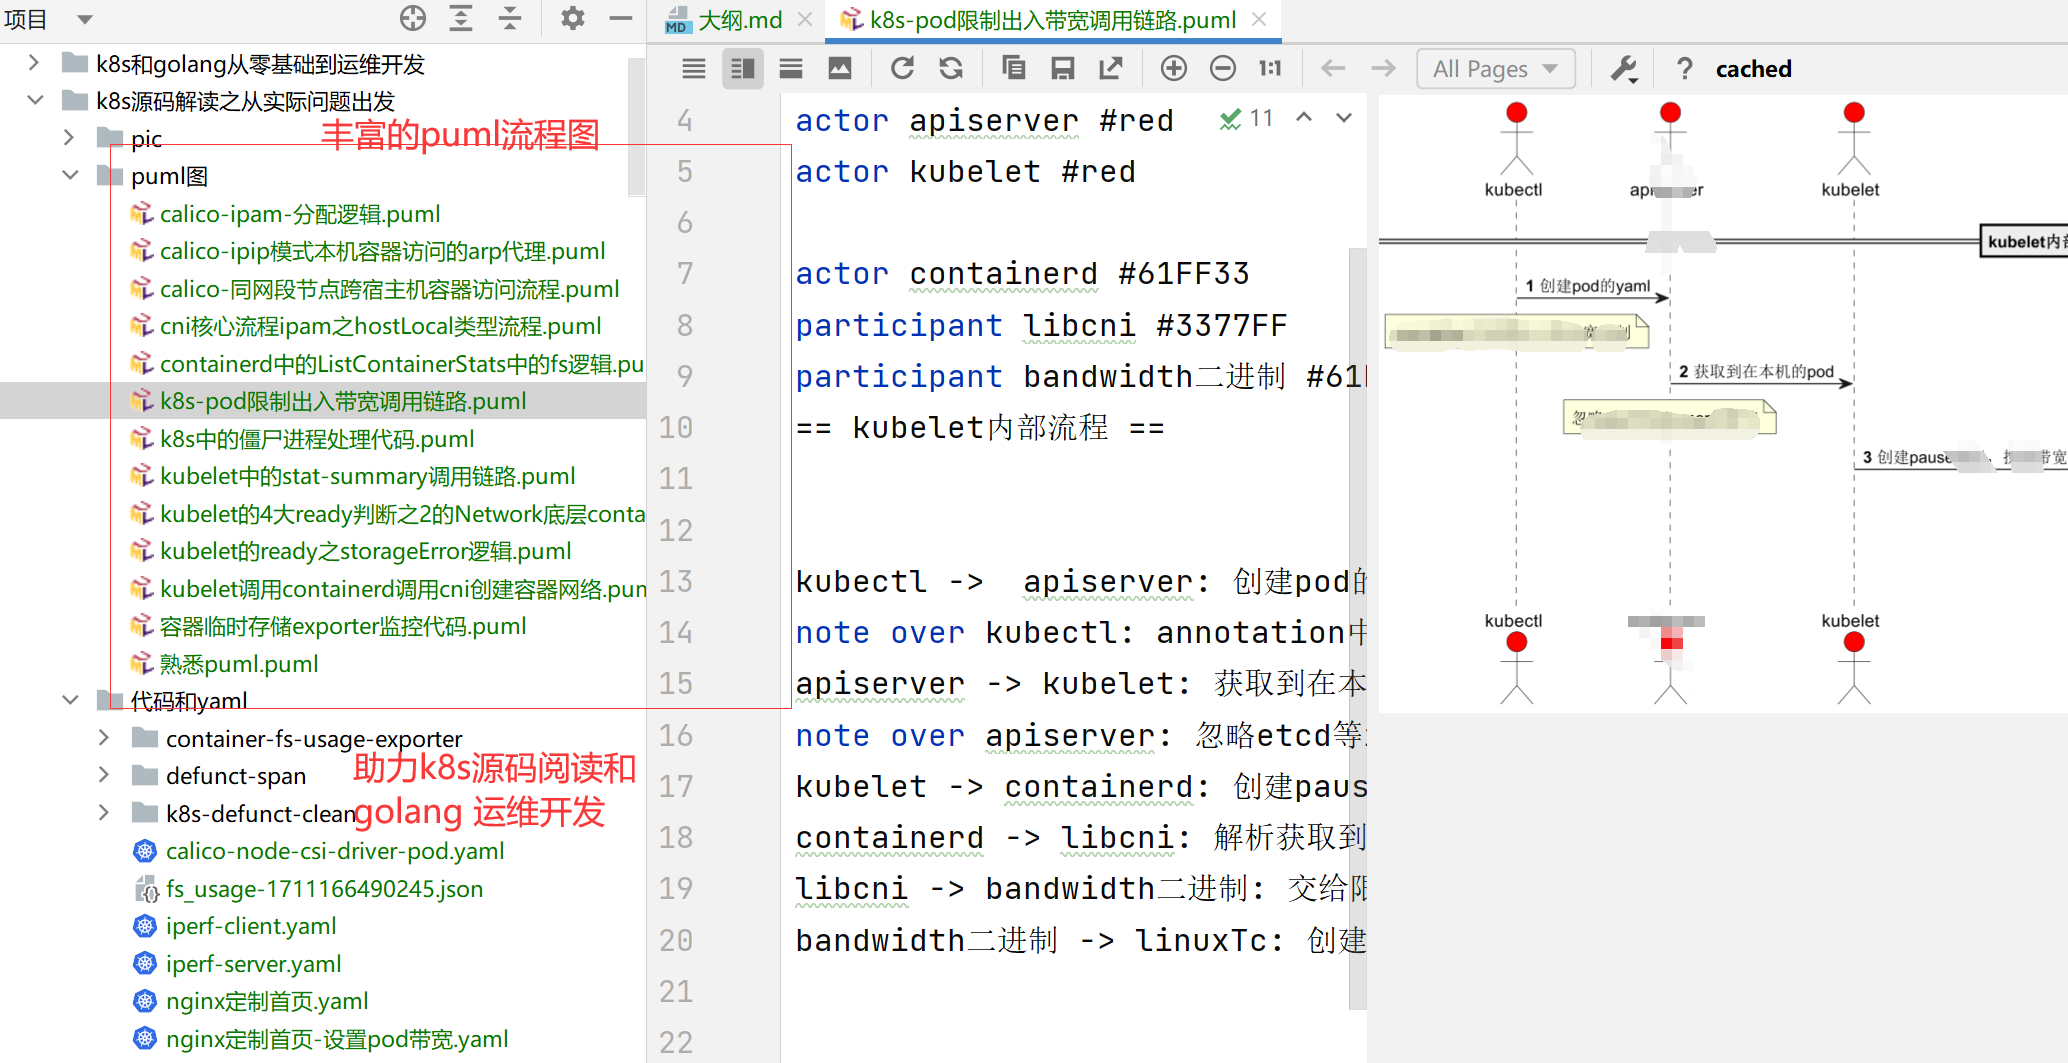 项目
大纲.md
k8s-pod限制出入带宽调用链路.puml
k8s和golang从零基础到运维开发
k8s源码解读之从实际问题出发
pic
丰富的puml流程图
puml图
calico-ipam-分配逻辑.puml
calico-ipip模式本机容器访问的arp代理.puml
calico-同网段节点跨宿主机容器访问流程.puml
cni核心流程ipam之hostLocal类型流程.puml
containerd中的ListContainerStats中的fs逻辑.pu
k8s-pod限制出入带宽调用链路.puml
k8s中的僵尸进程处理代码.puml
kubelet中的stat-summary调用链路.puml
kubelet的4大ready判断之2的Network底层conta
kubelet的ready之storageError逻辑.puml
kubelet调用containerd调用cni创建容器网络.pum
容器临时存储exporter监控代码.puml
熟悉puml.puml
代码和yaml
container-fs-usage-exporter
defunct-span
k8s-defunct-clean
助力k8s源码阅读和
golang 运维开发
calico-node-csi-driver-pod.yaml
fs_usage-1711166490245.json
iperf-client.yaml
iperf-server.yaml
nginx定制首页.yaml
nginx定制首页-设置pod带宽.yaml
MD
1:1
All Pages
? cached
11
4 actor apiserver #red
5 actor kubelet #red
6
7 actor containerd #61FF33
8 participant libcni #3377FF
9 participant bandwidth二进制 #61
10 == kubelet内部流程 ==
11
12
13 kubectl -> apiserver: 创建pod的
14 note over kubectl: annotation中
15 apiserver -> kubelet: 获取到在本
16 note over apiserver: 忽略etcd等
17 kubelet -> containerd: 创建paus
18 containerd -> libcni: 解析获取到
19 libcni -> bandwidth二进制: 交给限
20 bandwidth二进制 -> linuxTc: 创建
21
22
kubectl
ap er
kubelet
kubelet内
1 创建pod的yaml
2 获取到在本机的pod
忽略
3 创建pause 带宽
kubectl
kubelet